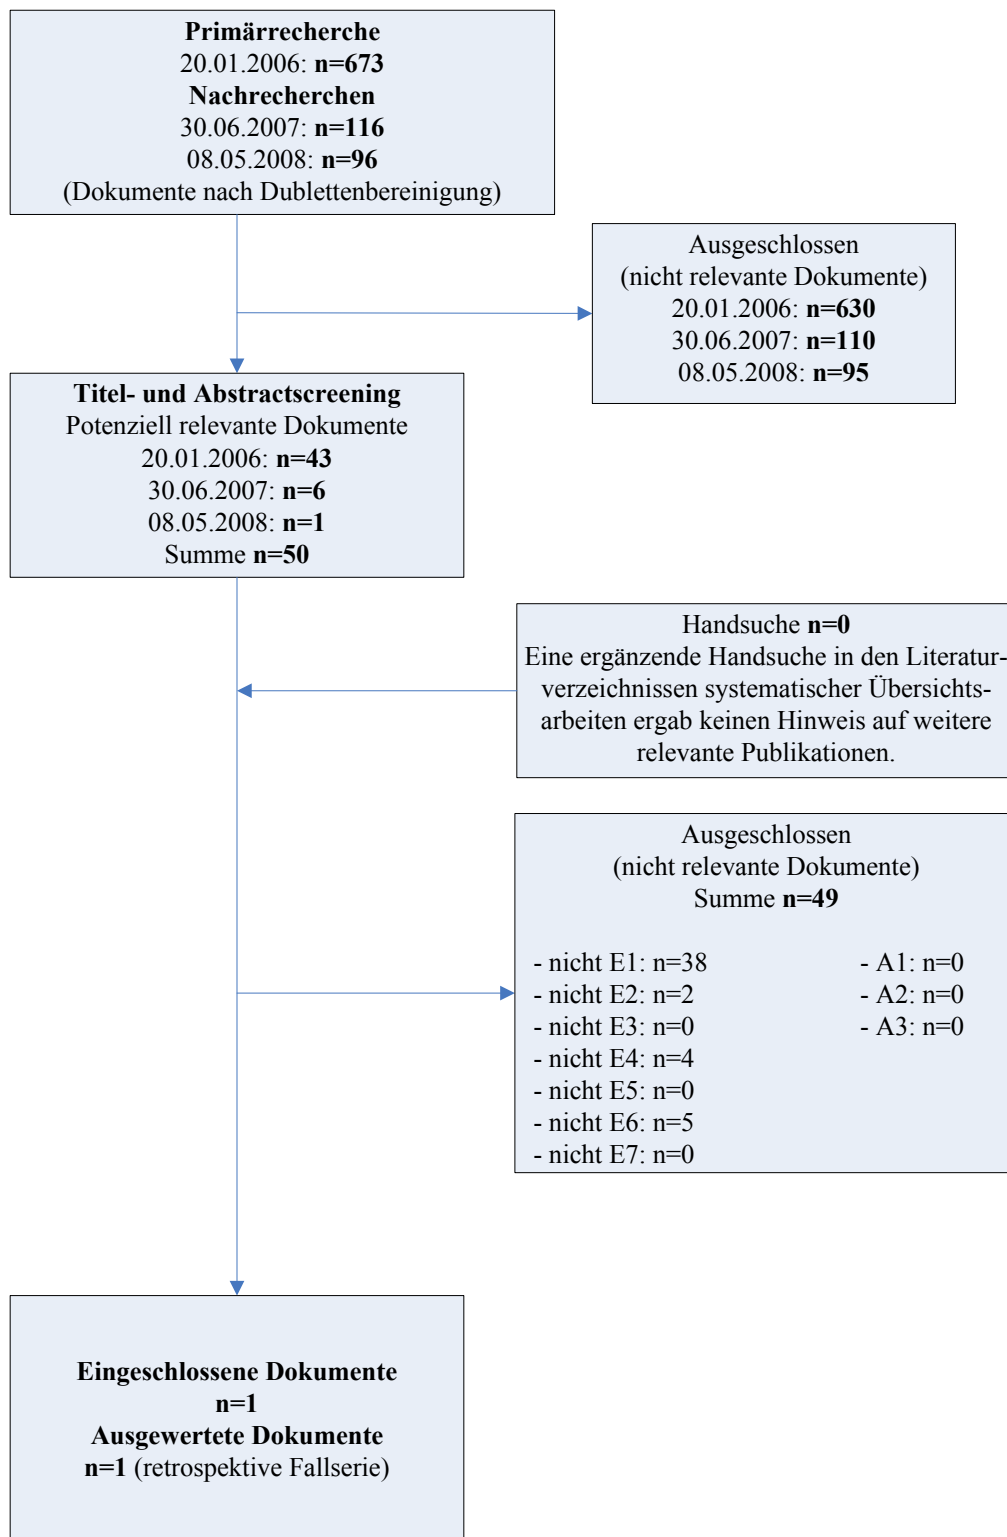 Primärrecherche
20.01.2006: n=673
Nachrecherchen
30.06.2007: n=116
08.05.2008: n=96
(Dokumente nach Dublettenbereinigung)
Ausgeschlossen
(nicht relevante Dokumente)
20.01.2006: n=630
30.06.2007: n=110
08.05.2008: n=95
Titel- und Abstractscreening
Potenziell relevante Dokumente
20.01.2006: n=43
30.06.2007: n=6
08.05.2008: n=1
Summe n=50
Handsuche n=0
Eine ergänzende Handsuche in den Literatur-
verzeichnissen systematischer Übersichts-
arbeiten ergab keinen Hinweis auf weitere
relevante Publikationen.
Ausgeschlossen
(nicht relevante Dokumente)
Summe n=49
- nicht E1: n=38
- nicht E2: n=2
- nicht E3: n=0
- nicht E4: n=4
- nicht E5: n=0
- nicht E6: n=5
- nicht E7: n=0
- A1: n=0
- A2: n=0
- A3: n=0
Eingeschlossene Dokumente
n=1
Ausgewertete Dokumente
n=1 (retrospektive Fallserie)